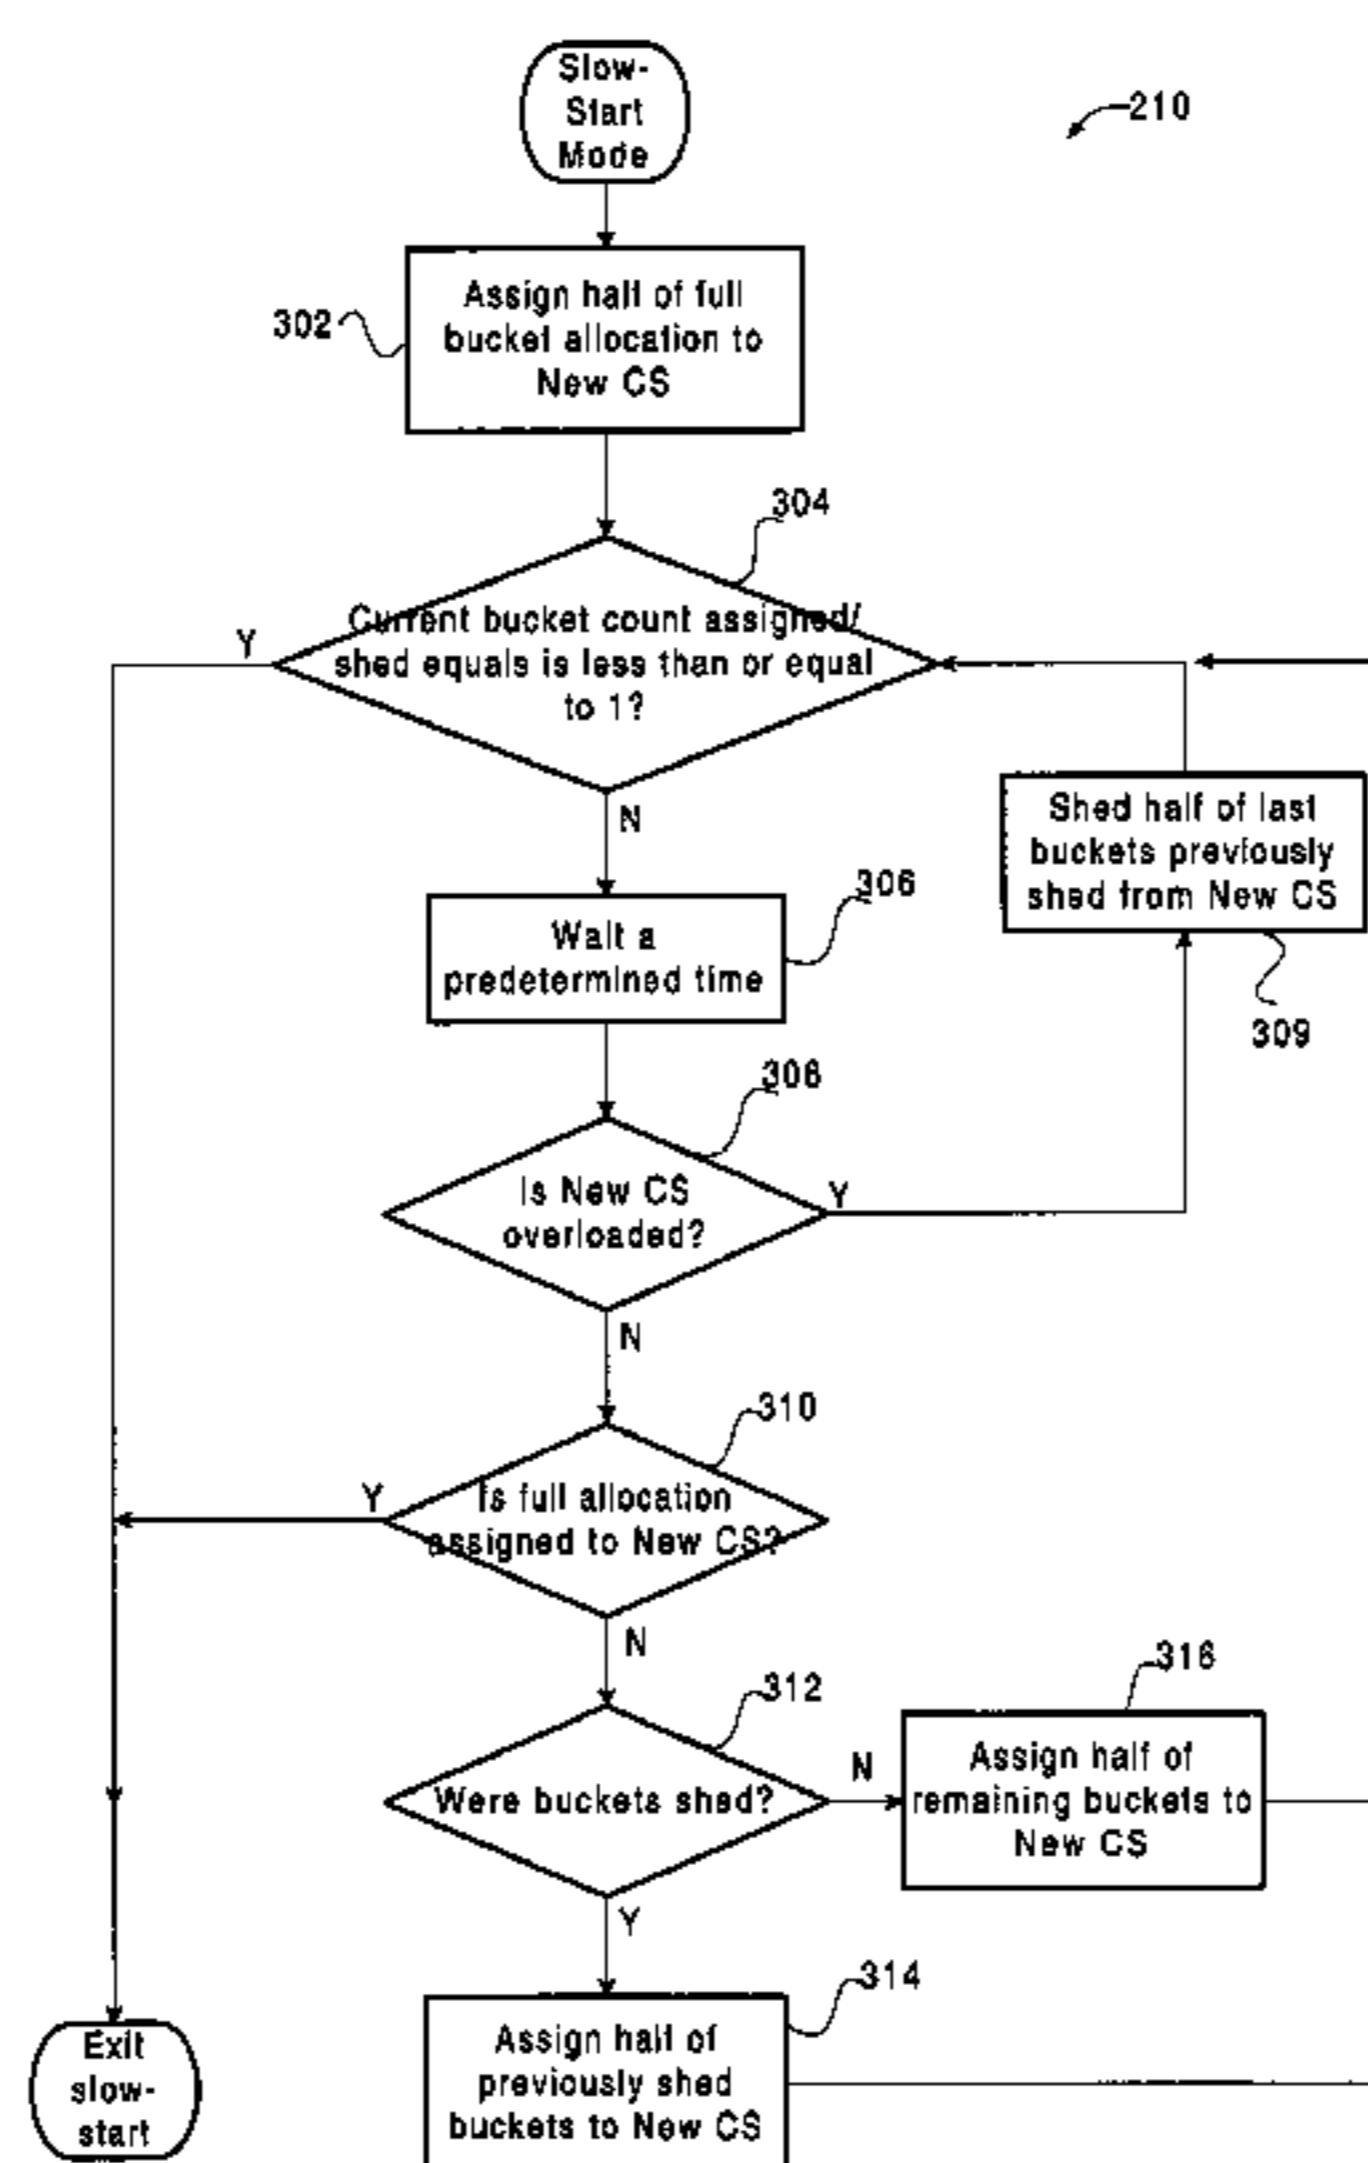 Slow-
Start
Mode
210
Assign half of full
bucket allocation to
New CS
302
304
Current bucket count assigned/
shed equals is less than or equal
to 1?
Y
N
Shed half of last
buckets previously
shed from New CS
309
Wait a
predetermined time
306
308
Is New CS
overloaded?
Y
N
310
Is full allocation
assigned to New CS?
Y
N
312
Were buckets shed?
N
Y
316
Assign half of
remaining buckets to
New CS
314
Assign half of
previously shed
buckets to New CS
Exit
slow-
start